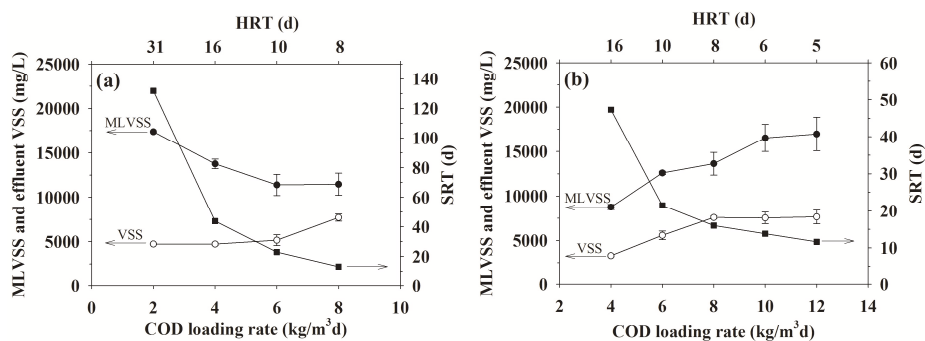 HRT (d)
31 16 10 8
(a)
MLVSS and effluent VSS (mg/L)
25000
20000
15000
10000
5000
0
MLVSS
VSS
140
120
100
80
60
40
20
0
SRT (d)
0 2 4 6 8 10
COD loading rate (kg/m³d)
HRT (d)
16 10 8 6 5
(b)
MLVSS and effluent VSS (mg/L)
25000
20000
15000
10000
5000
0
MLVSS
VSS
60
50
40
30
20
10
0
SRT (d)
2 4 6 8 10 12 14
COD loading rate (kg/m³d)